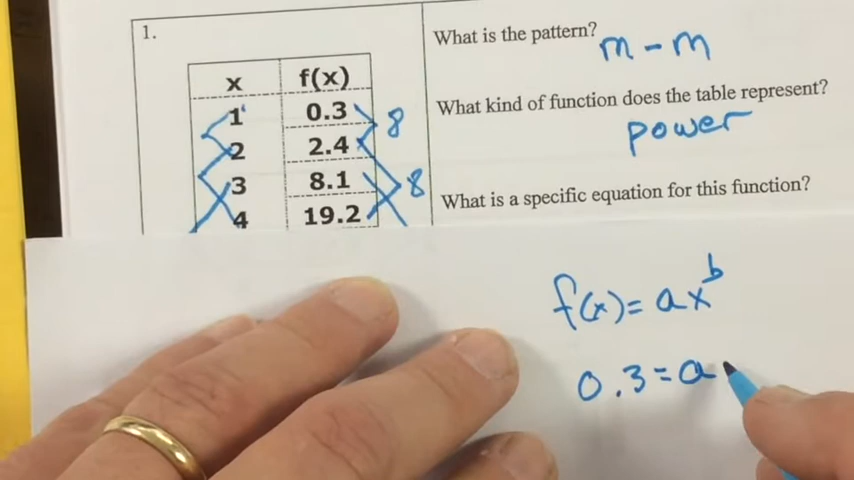 1.
What is the pattern?
m - m
x f(x)
1 0.3
2 2.4
3 8.1
4 19.2
8
8
What kind of function does the table represent?
power
What is a specific equation for this function?
f(x) = ax^b
0.3 = a